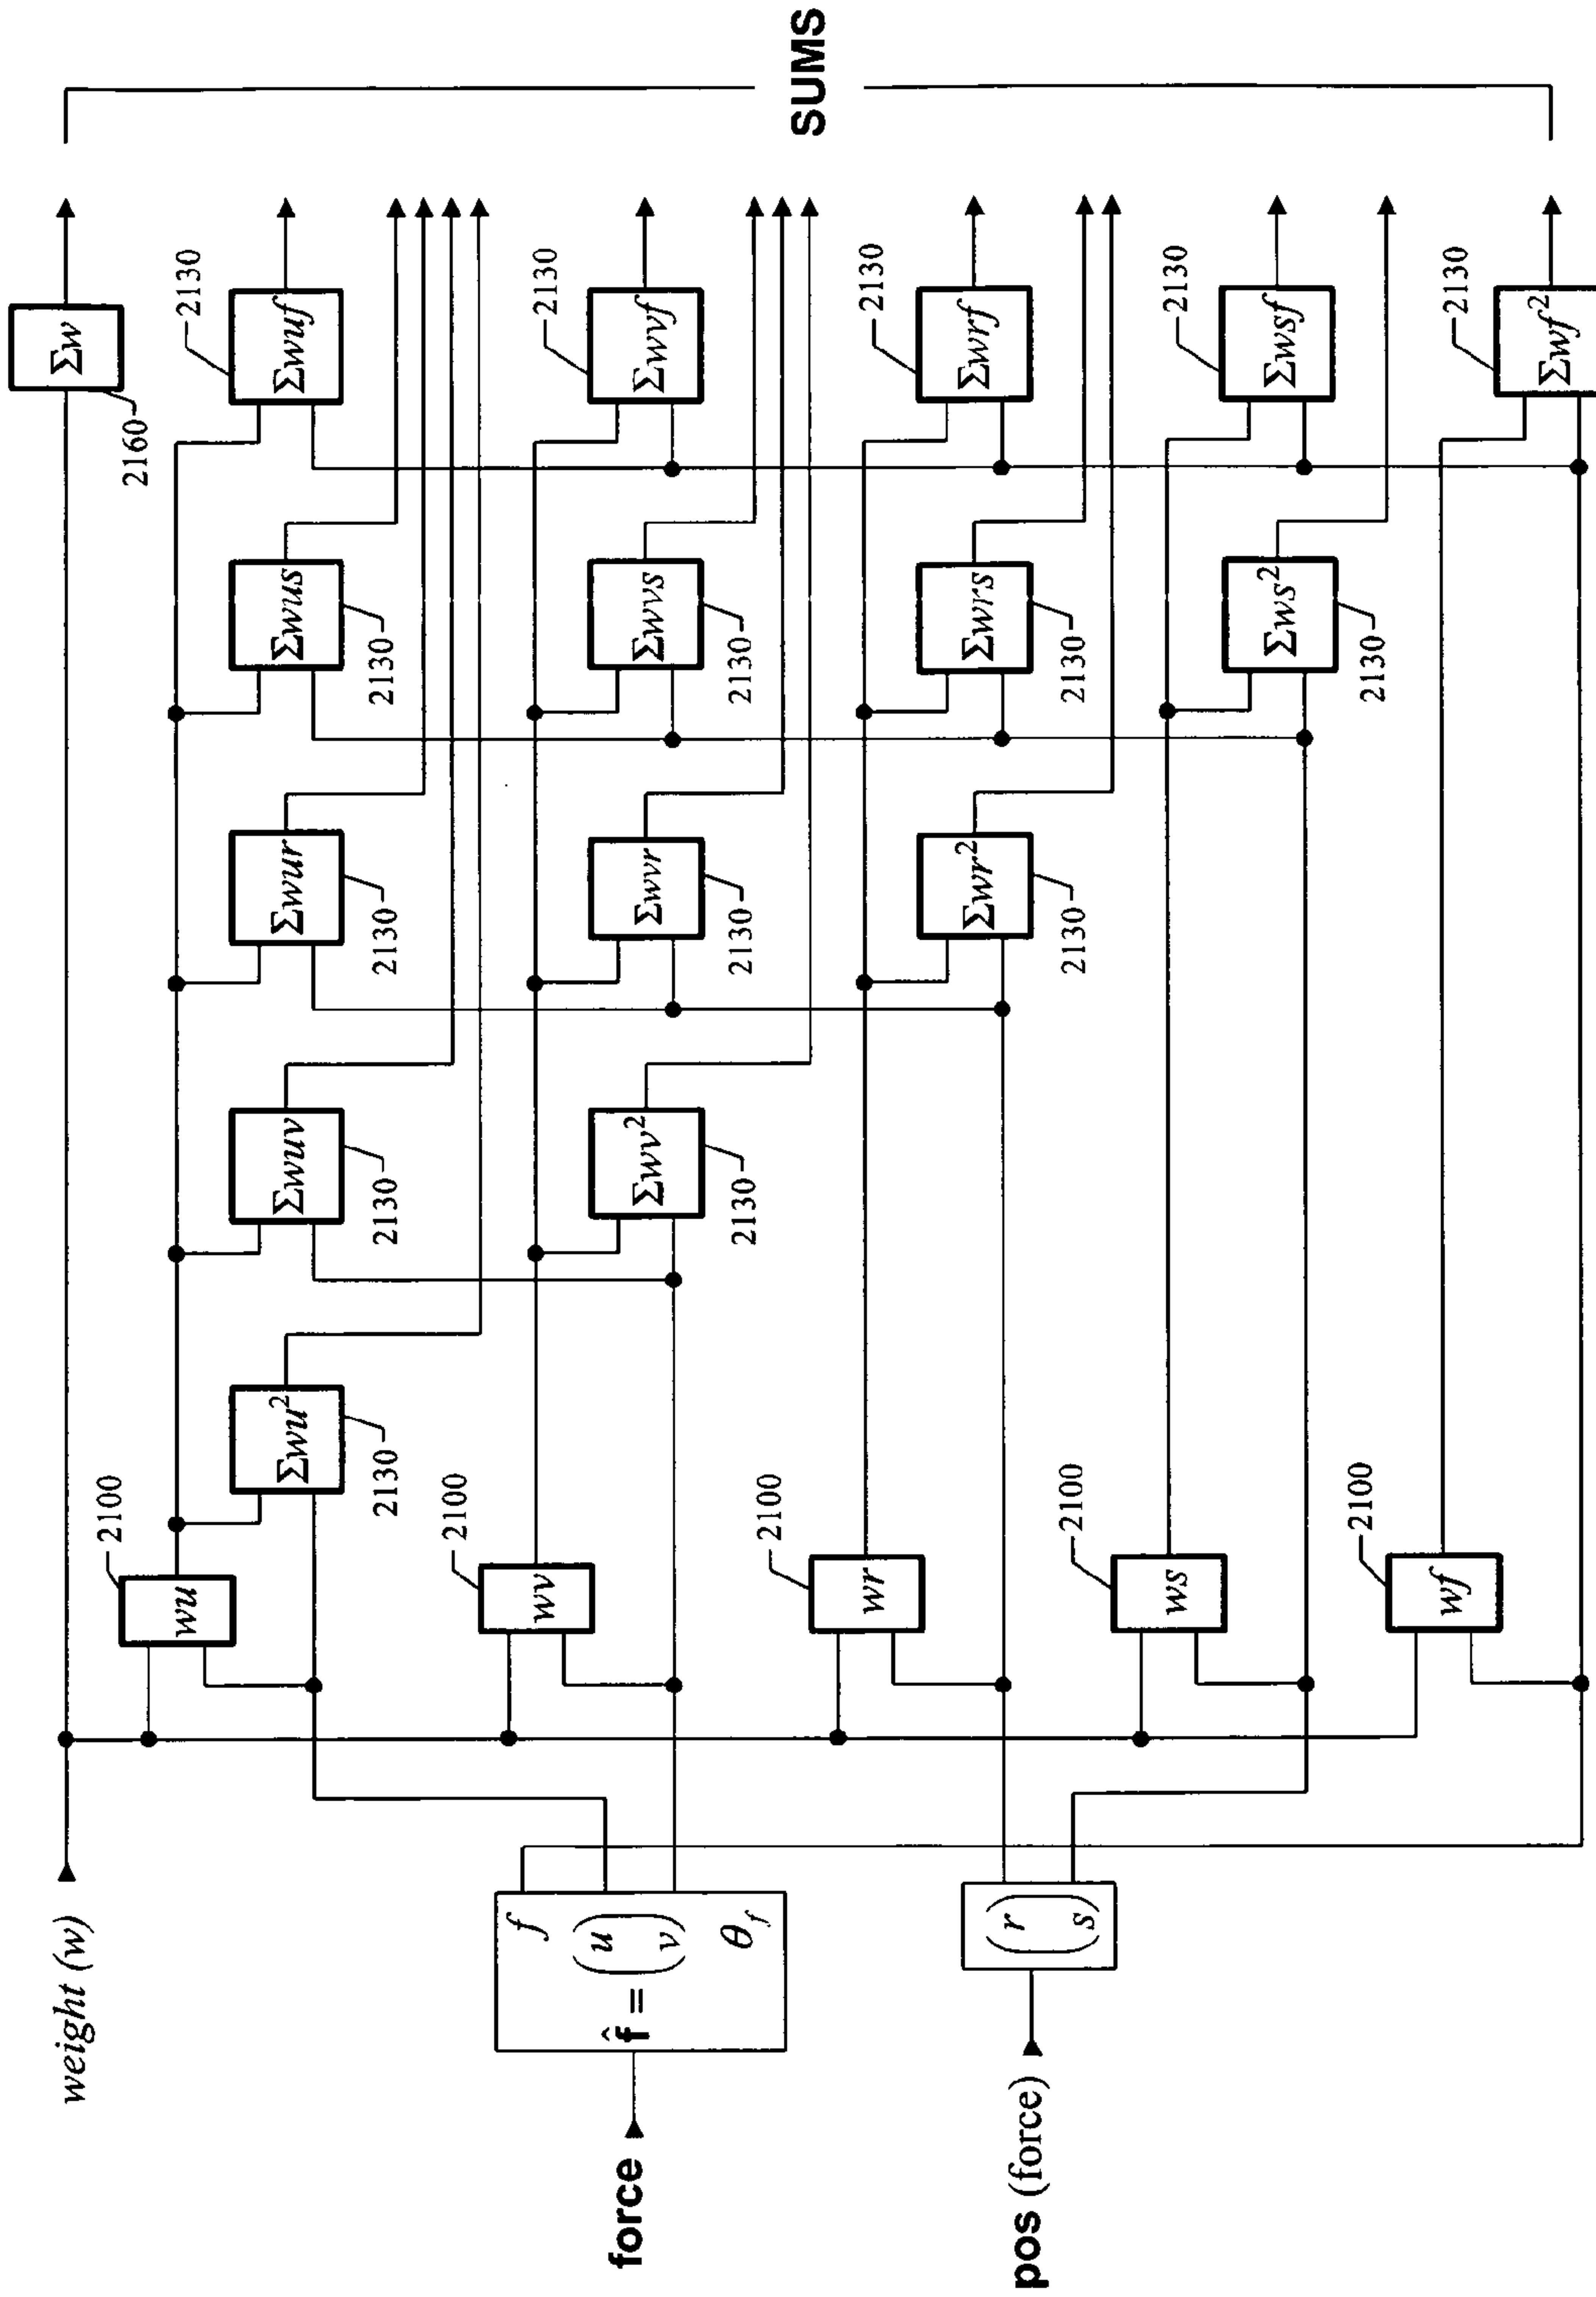 weight (w)
force
f
f̂ = (u
v)
θ_f
pos (force)
(r
s)
wu
2100
wv
2100
wr
2100
ws
2100
wf
2100
Σwu²
2130
Σwuv
2130
Σwur
2130
Σwus
2130
Σwuf
2130
Σwv²
2130
Σwvr
2130
Σwvs
2130
Σwvf
2130
Σwr²
2130
Σwrs
2130
Σwrf
2130
Σws²
2130
Σwsf
2130
Σwf²
2130
Σw
2160
SUMS